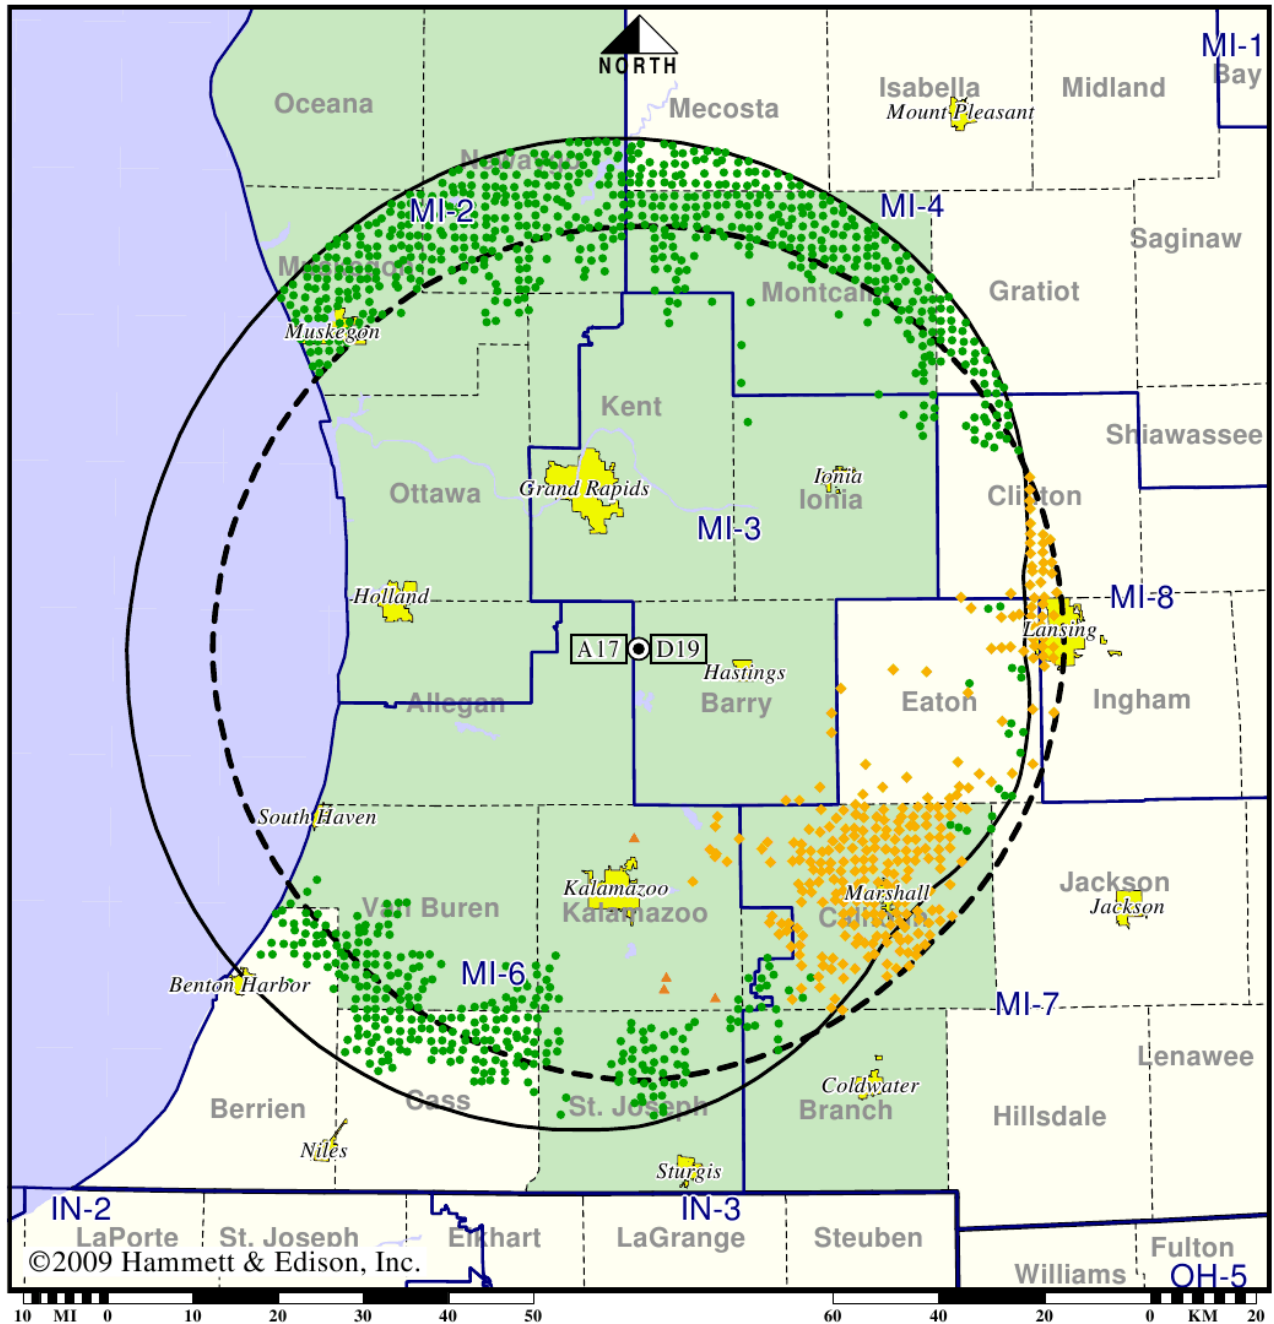 NORTH
MI-1
Bay
Oceana
Mecosta
Isabella
Mount Pleasant
Midland
Newaygo
MI-2
MI-4
Saginaw
Muskegon
Montcalm
Gratiot
Muskegon
Kent
Shiawassee
Ottawa
Grand Rapids
Ionia
Ionia
Clinton
MI-3
Holland
MI-8
Lansing
A17
D19
Hastings
Allegan
Barry
Eaton
Ingham
South Haven
Kalamazoo
Marshall
Jackson
Jackson
Van Buren
Kalamazoo
Calhoun
MI-6
Benton Harbor
MI-7
Lenawee
Coldwater
Berrien
Cass
St. Joseph
Branch
Hillsdale
Niles
Sturgis
IN-2
IN-3
LaPorte
St. Joseph
Elkhart
LaGrange
Steuben
Fulton
©2009 Hammett & Edison, Inc.
Williams
OH-5
10 MI 0 10 20 30 40 50 60 40 20 0 KM 20